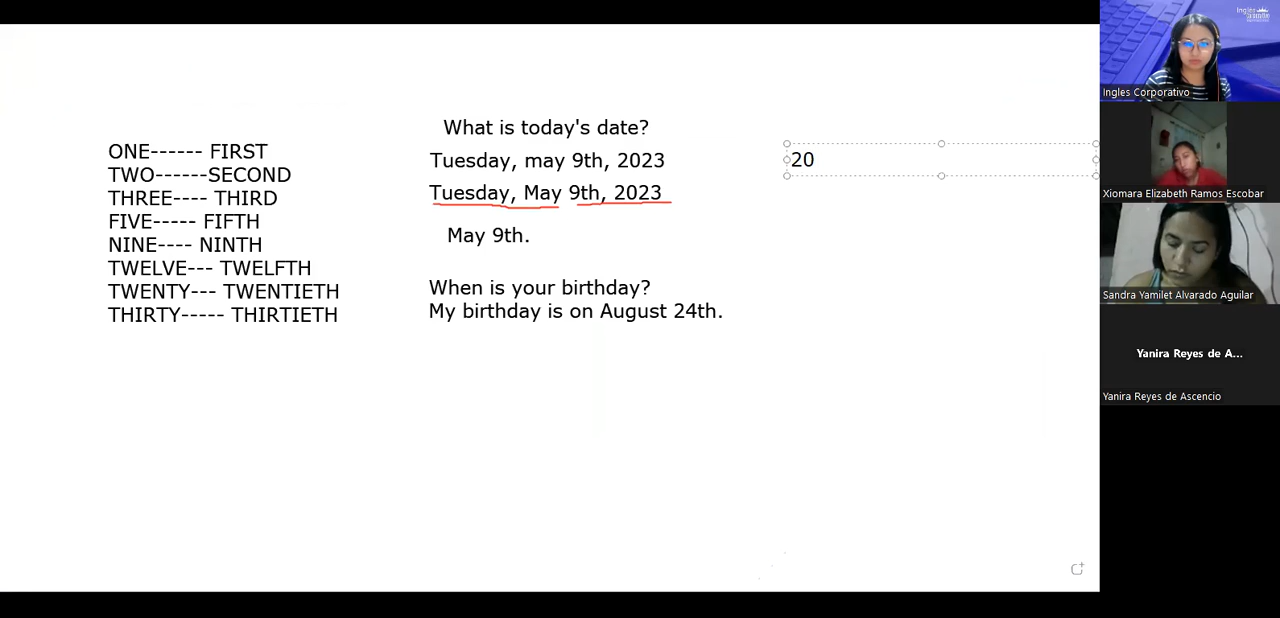 ONE------ FIRST
TWO------SECOND
THREE---- THIRD
FIVE----- FIFTH
NINE---- NINTH
TWELVE--- TWELFTH
TWENTY--- TWENTIETH
THIRTY----- THIRTIETH
What is today's date?
Tuesday, may 9th, 2023
Tuesday, May 9th, 2023
May 9th.
When is your birthday?
My birthday is on August 24th.
20
Ingles Corporativo
Xiomara Elizabeth Ramos Escobar
Sandra Yamilet Alvarado Aguilar
Yanira Reyes de A...
Yanira Reyes de Ascencio